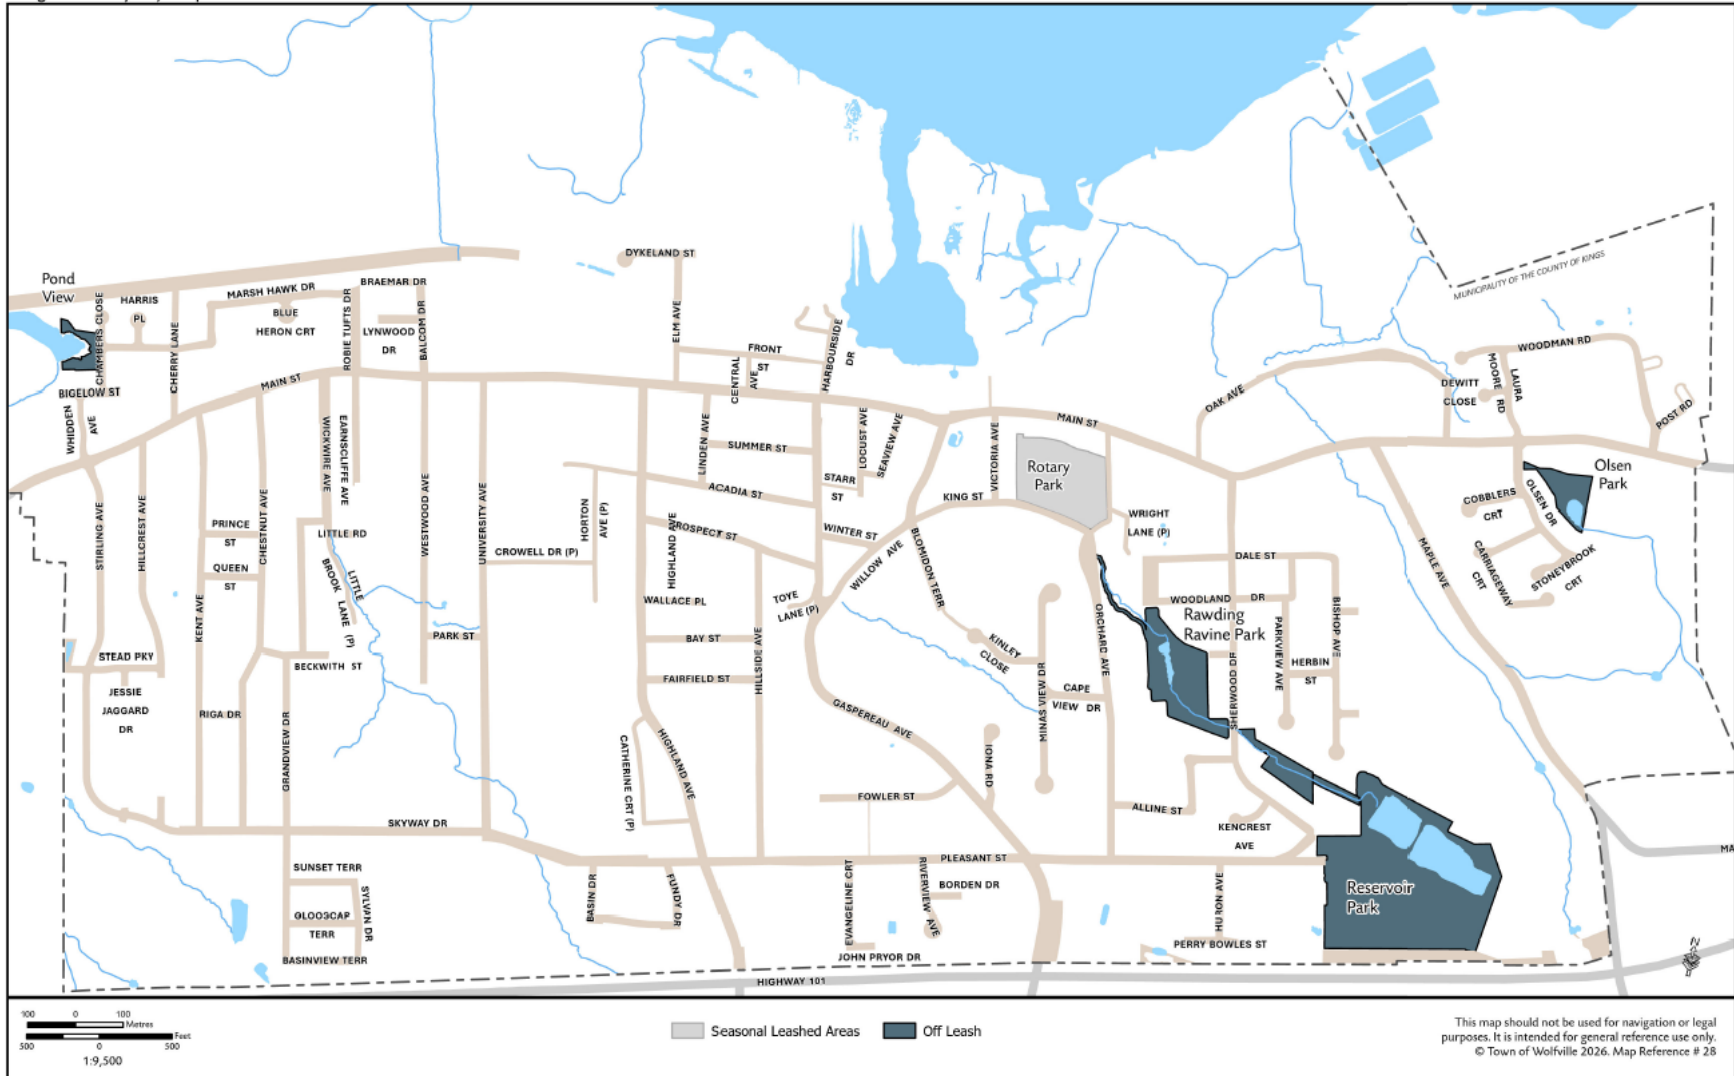 Pond
View
CHAMBERS CLOSE
HARRIS
PL
CHERRY LANE
MARSH HAWK DR
BLUE
HERON CRT
ROBIE TUFTS DR
BRAEMAR DR
LYNWOOD
DR
BALCOM DR
DYKELAND ST
ELM AVE
FRONT
ST
CENTRAL
AVE
HARBOURSIDE
DR
MUNICIPALITY OF THE COUNTY OF KINGS
WOODMAN RD
MOORE RD
LAURA
DEWITT
CLOSE
POST RD
OAK AVE
BIGELOW ST
WHIDDEN
AVE
MAIN ST
WICKWIRE AVE
EARNSCLIFFE AVE
LINDEN AVE
SUMMER ST
LOCUST AVE
SEAVIEW AVE
STARR
ST
VICTORIA AVE
MAIN ST
Rotary
Park
KING ST
Olsen
Park
COBBLERS
CRT
OLSEN DR
CARRIAGEWAY
CRT
STONEYBROOK
CRT
STIRLING AVE
HILLCREST AVE
PRINCE
ST
QUEEN
ST
KENT AVE
CHESTNUT AVE
LITTLE RD
LITTLE
BROOK LANE (P)
WESTWOOD AVE
UNIVERSITY AVE
CROWELL DR (P)
HORTON
AVE (P)
ACADIA ST
HIGHLAND AVE
PROSPECT ST
WINTER ST
WILLOW AVE
BLOMIDON TERR
WRIGHT
LANE (P)
DALE ST
WOODLAND DR
Rawding
Ravine Park
MAPLE AVE
WALLACE PL
TOYE
LANE (P)
BAY ST
HILLSIDE AVE
FAIRFIELD ST
PARK ST
KINLEY
CLOSE
ORCHARD AVE
SHERWOOD DR
PARKVIEW AVE
BISHOP AVE
HERBIN
ST
STEAD PKY
JESSIE
JAGGARD
DR
BECKWITH ST
RIGA DR
GRANDVIEW DR
CATHERINE CRT (P)
HIGHLAND AVE
GASPEREAU AVE
MINAS VIEW DR
CAPE
VIEW DR
IONA RD
FOWLER ST
ALLINE ST
KENCREST
AVE
SKYWAY DR
PLEASANT ST
SUNSET TERR
SYLVAN DR
GLOOSCAP
TERR
BASINVIEW TERR
BASIN DR
FUNDY DR
EVANGELINE CRT
RIVERVIEW AVE
BORDEN DR
JOHN PRYOR DR
HURON AVE
PERRY BOWLES ST
Reservoir
Park
MA
HIGHWAY 101
N
100 0 100
Metres
Feet
500 0 500
1:9,500
Seasonal Leashed Areas
Off Leash
This map should not be used for navigation or legal
purposes. It is intended for general reference use only.
© Town of Wolfville 2026. Map Reference # 28